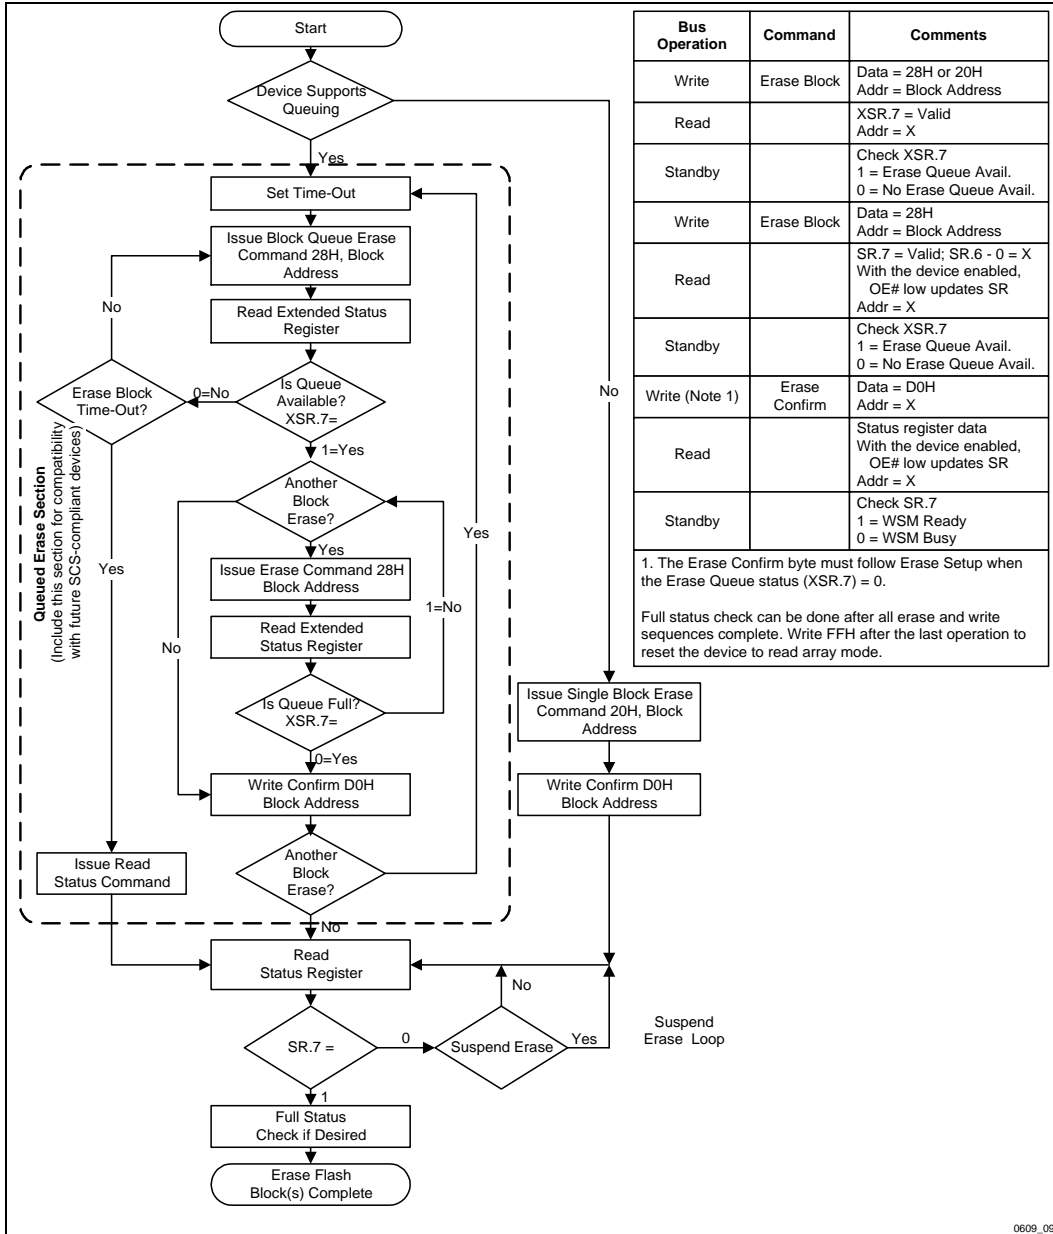 Start
Device Supports
Queuing
Yes
No
Set Time-Out
Issue Block Queue Erase
Command 28H, Block
Address
Read Extended Status
Register
Is Queue
Available?
XSR.7=
0=No
1=Yes
Erase Block
Time-Out?
No
Yes
Another
Block
Erase?
Yes
No
Issue Erase Command 28H
Block Address
Read Extended
Status Register
Is Queue Full?
XSR.7=
1=No
0=Yes
Write Confirm D0H
Block Address
Another
Block
Erase?
Yes
No
Issue Read
Status Command
Queued Erase Section
(Include this section for compatibility
with future SCS-compliant devices)
Issue Single Block Erase
Command 20H, Block
Address
Write Confirm D0H
Block Address
Read
Status Register
SR.7 =
0
1
Suspend Erase
No
Yes
Suspend
Erase Loop
Full Status
Check if Desired
Erase Flash
Block(s) Complete
Bus
Operation
Command
Comments
Write
Erase Block
Data = 28H or 20H
Addr = Block Address
Read
XSR.7 = Valid
Addr = X
Standby
Check XSR.7
1 = Erase Queue Avail.
0 = No Erase Queue Avail.
Write
Erase Block
Data = 28H
Addr = Block Address
Read
SR.7 = Valid; SR.6 - 0 = X
With the device enabled,
OE# low updates SR
Addr = X
Standby
Check XSR.7
1 = Erase Queue Avail.
0 = No Erase Queue Avail.
Write (Note 1)
Erase
Confirm
Data = D0H
Addr = X
Read
Status register data
With the device enabled,
OE# low updates SR
Addr = X
Standby
Check SR.7
1 = WSM Ready
0 = WSM Busy
1. The Erase Confirm byte must follow Erase Setup when
the Erase Queue status (XSR.7) = 0.
Full status check can be done after all erase and write
sequences complete. Write FFH after the last operation to
reset the device to read array mode.
0609_09